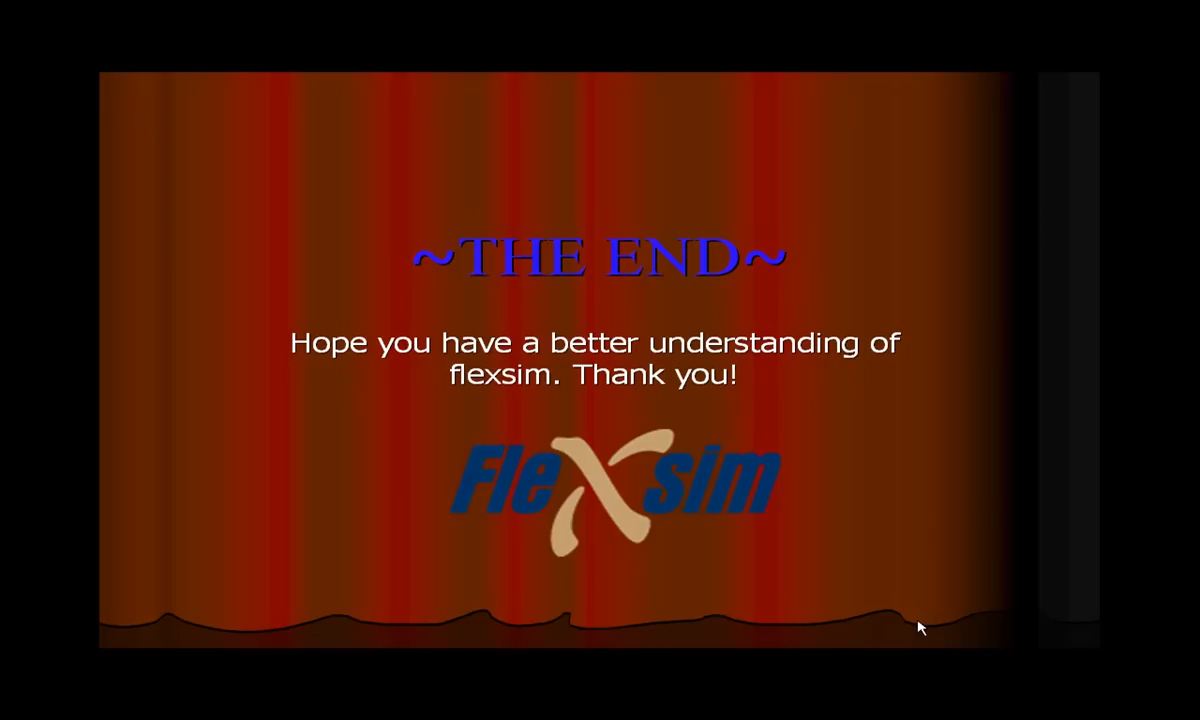 ~THE END~
Hope you have a better understanding of
flexsim. Thank you!
FleXsim